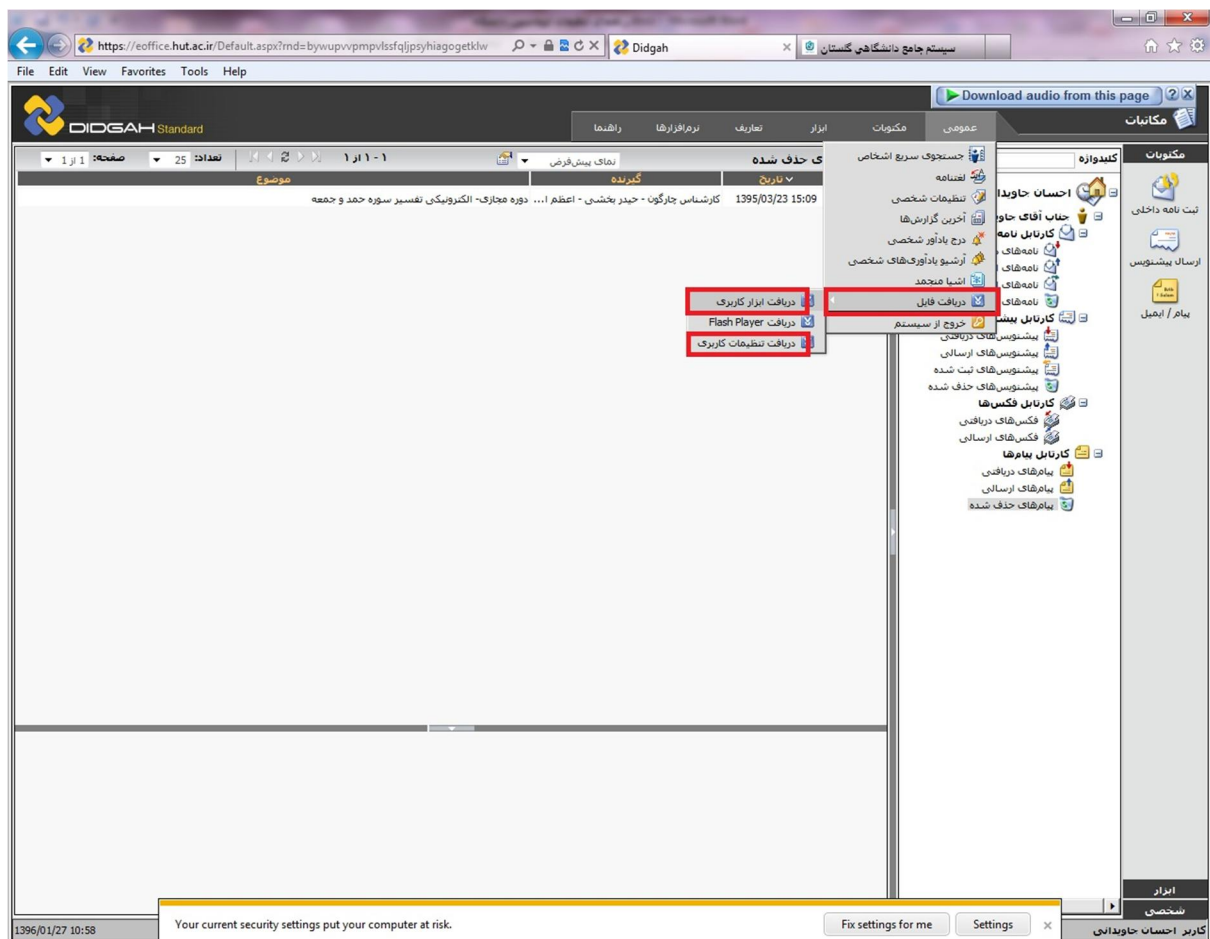 https://eoffice.hut.ac.ir/Default.aspx?rnd=bywupvvpmpvlssfqljpsyhiagogetklw
Didgah
سیستم جامع دانشگاهی گلستان
File Edit View Favorites Tools Help
Download audio from this page
DIDGAH Standard
عمومی مکتوبات ابزار تعاریف نرم‌افزارها راهنما
مکاتبات
صفحه: 1 از 1 تعداد: 25
۱ - ۱ از ۱
نمای پیش‌فرض
ی حذف شده
موضوع گیرنده تاریخ
1395/03/23 15:09
کارشناس چارگون - حیدر بخشی - اعظم ا...
دوره مجازی- الکترونیکی تفسیر سوره حمد و جمعه
جستجوی سریع اشخاص
لغتنامه
تنظیمات شخصی
آخرین گزارش‌ها
درج یادآور شخصی
آرشیو یادآوری‌های شخصی
اشیا منجمد
دریافت فایل
خروج از سیستم
دریافت ابزار کاربری
دریافت Flash Player
دریافت تنظیمات کاربری
کلیدواژه
احسان جاویدا
جناب آقای جاو
کارتابل نامه
نامه‌های
نامه‌های ا
نامه‌های ا
نامه‌های
کارتابل پیش
پیشنویس‌های دریافتی
پیشنویس‌های ارسالی
پیشنویس‌های ثبت شده
پیشنویس‌های حذف شده
کارتابل فکس‌ها
فکس‌های دریافتی
فکس‌های ارسالی
کارتابل پیام‌ها
پیام‌های دریافتی
پیام‌های ارسالی
پیام‌های حذف شده
مکتوبات
ثبت نامه داخلی
ارسال پیشنویس
پیام / ایمیل
ابزار
شخصی
Your current security settings put your computer at risk.
Fix settings for me
Settings
1396/01/27 10:58
کاربر احسان جاویدانی